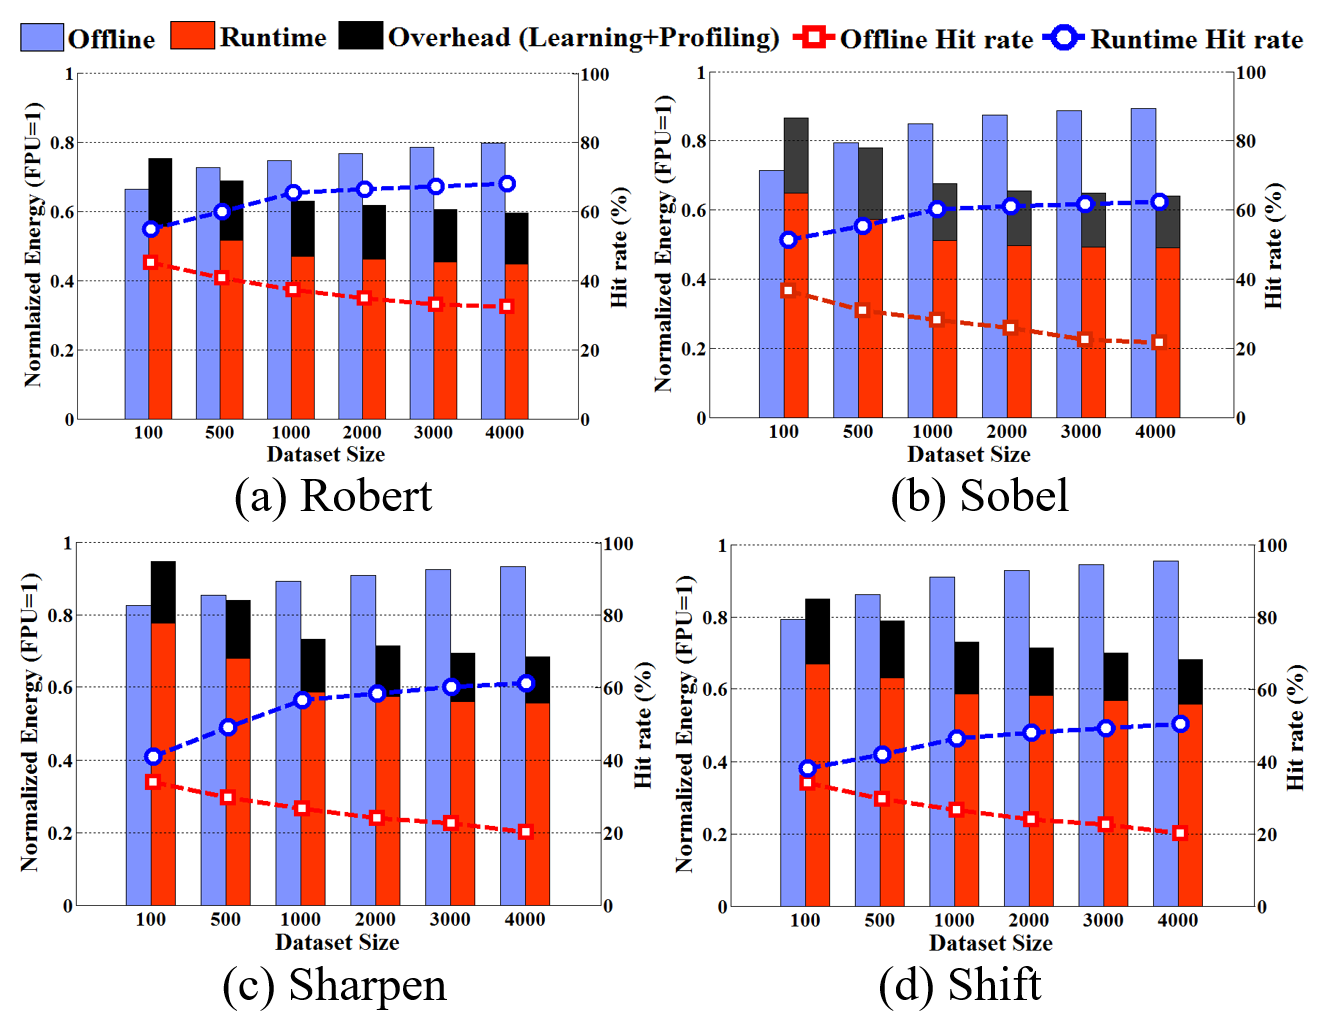 Offline Runtime Overhead (Learning+Profiling) Offline Hit rate Runtime Hit rate
1
0.8
0.6
0.4
0.2
0
Normlaized Energy (FPU=1)
100
80
60
40
20
0
Hit rate (%)
100 500 1000 2000 3000 4000
Dataset Size
(a) Robert
1
0.8
0.6
0.4
0.2
0
Normalized Energy (FPU=1)
100
80
60
40
20
0
Hit rate (%)
100 500 1000 2000 3000 4000
Dataset Size
(b) Sobel
1
0.8
0.6
0.4
0.2
0
Normalized Energy (FPU=1)
100
80
60
40
20
0
Hit rate (%)
100 500 1000 2000 3000 4000
Dataset Size
(c) Sharpen
1
0.8
0.6
0.4
0.2
0
Normalized Energy (FPU=1)
100
80
60
40
20
0
Hit rate (%)
100 500 1000 2000 3000 4000
Dataset Size
(d) Shift